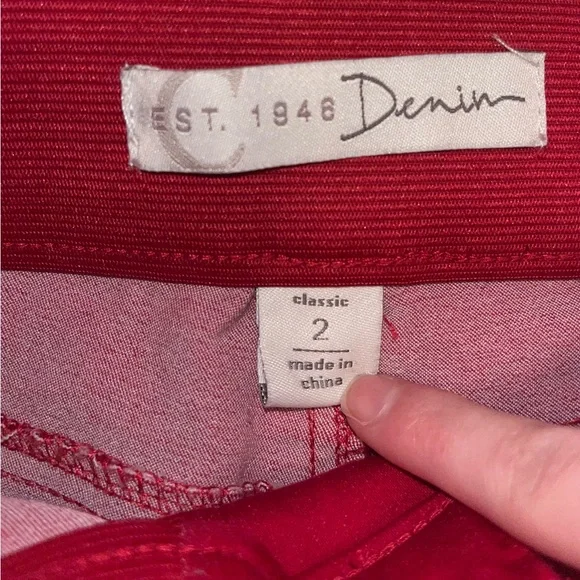 C
EST. 1946 Denim
classic
2
made in
china